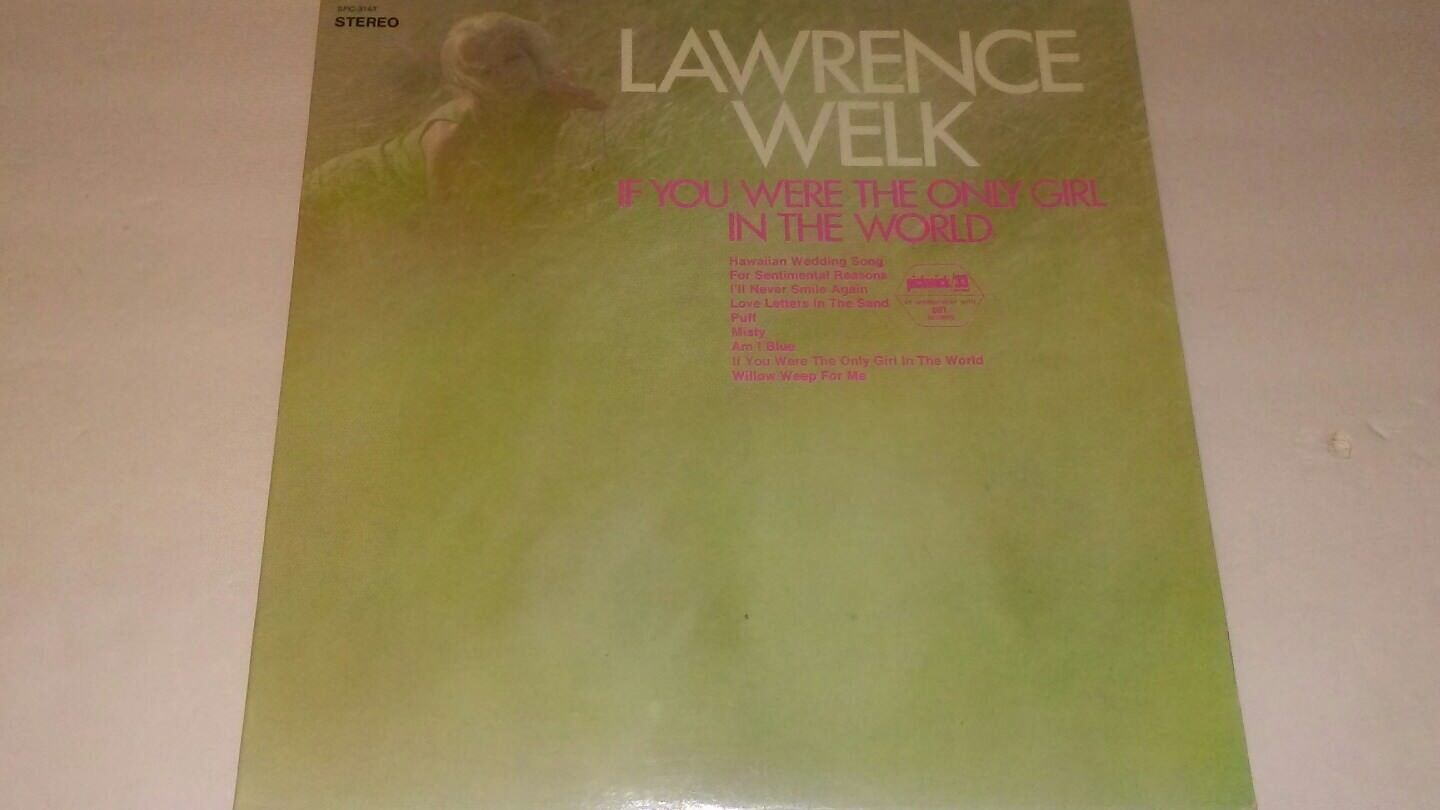 STEREO
LAWRENCE
WELK
IF YOU WERE THE ONLY GIRL
IN THE WORLD
Hawaiian Wedding Song
For Sentimental Reasons
I'll Never Smile Again
Love Letters In The Sand
Puff
Misty
Am I Blue
If You Were The Only Girl In The World
Willow Weep For Me
pickwick/33
DOT
RECORDS